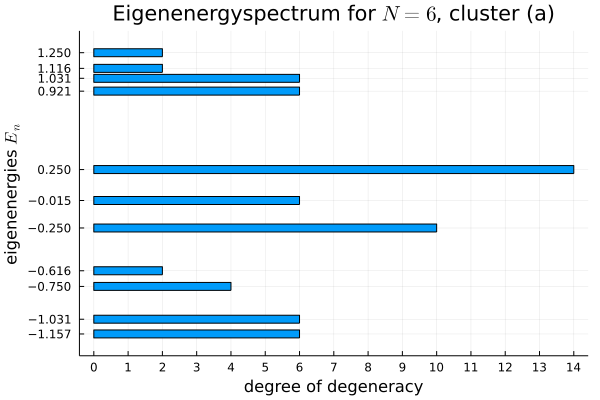 Eigenenergyspectrum for N = 6, cluster (a)
eigenenergies Eₙ
1.250
1.116
1.031
0.921
0.250
−0.015
−0.250
−0.616
−0.750
−1.031
−1.157
0 1 2 3 4 5 6 7 8 9 10 11 12 13 14
degree of degeneracy